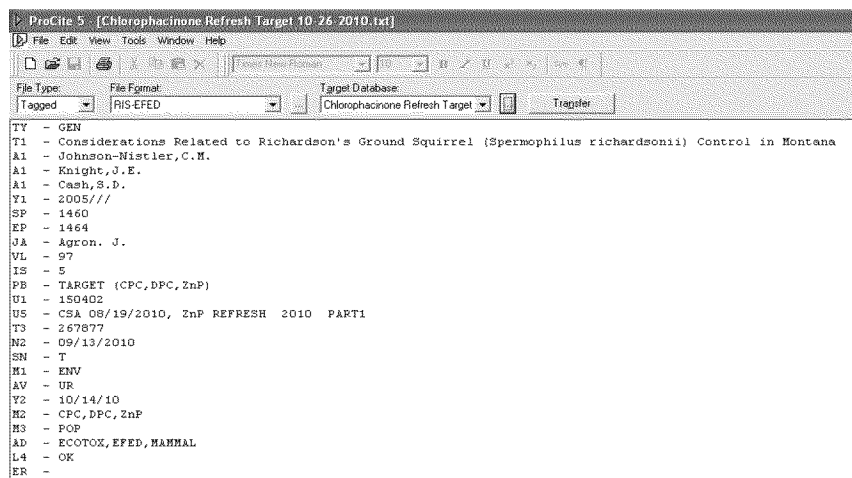 ProCite 5 - [Chlorophacinone Refresh Target 10-26-2010.txt]
File Edit View Tools Window Help
Times New Roman 10 B
File Type: File Format: Target Database:
Tagged RIS-EFED ... Chlorophacinone Refresh Target Transfer
TY - GEN
T1 - Considerations Related to Richardson's Ground Squirrel (Spermophilus richardsonii) Control in Montana
A1 - Johnson-Nistler,C.M.
A1 - Knight,J.E.
A1 - Cash,S.D.
Y1 - 2005///
SP - 1460
EP - 1464
JA - Agron. J.
VL - 97
IS - 5
PB - TARGET (CPC,DPC,ZnP)
U1 - 150402
U5 - CSA 08/19/2010, ZnP REFRESH 2010 PART1
T3 - 267877
N2 - 09/13/2010
SN - T
M1 - ENV
AV - UR
Y2 - 10/14/10
M2 - CPC,DPC,ZnP
M3 - POP
AD - ECOTOX,EFED,MAMMAL
L4 - OK
ER -